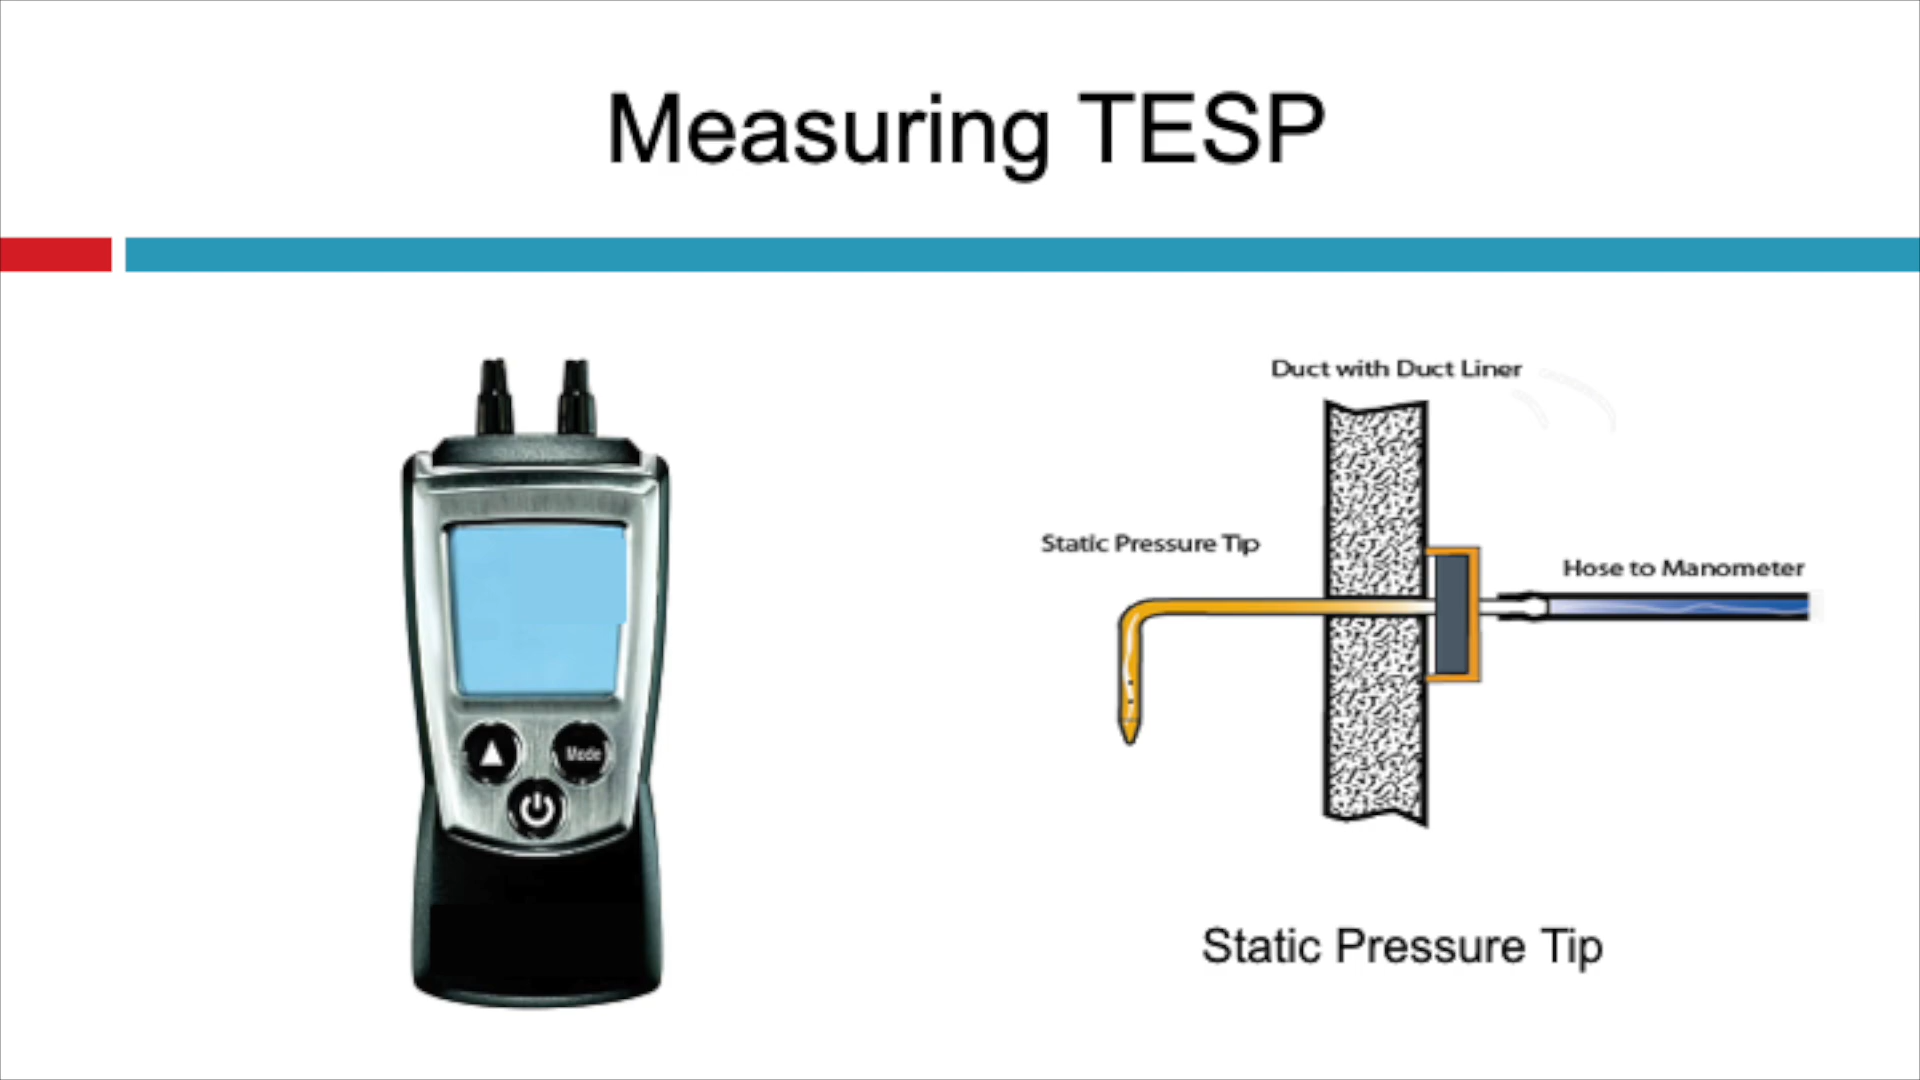 Measuring TESP
Duct with Duct Liner
Static Pressure Tip
Hose to Manometer
Mode
Static Pressure Tip